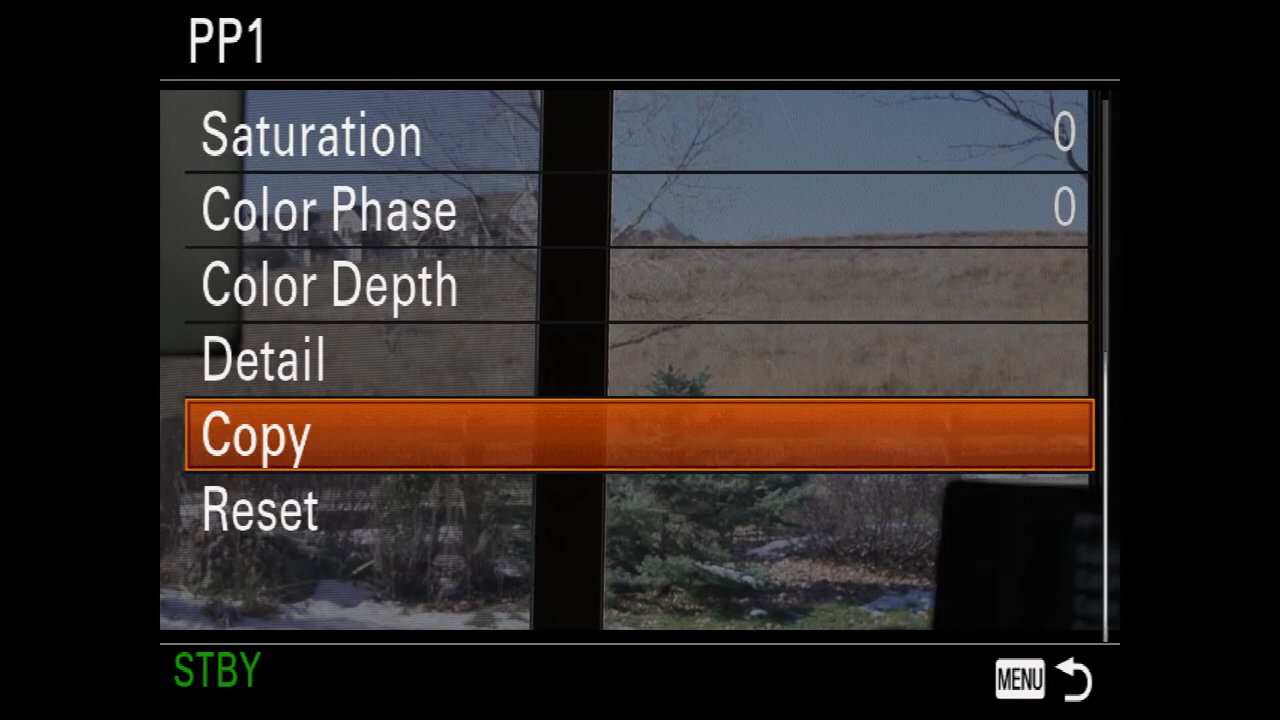 PP1
Saturation 0
Color Phase 0
Color Depth
Detail
Copy
Reset
STBY
MENU